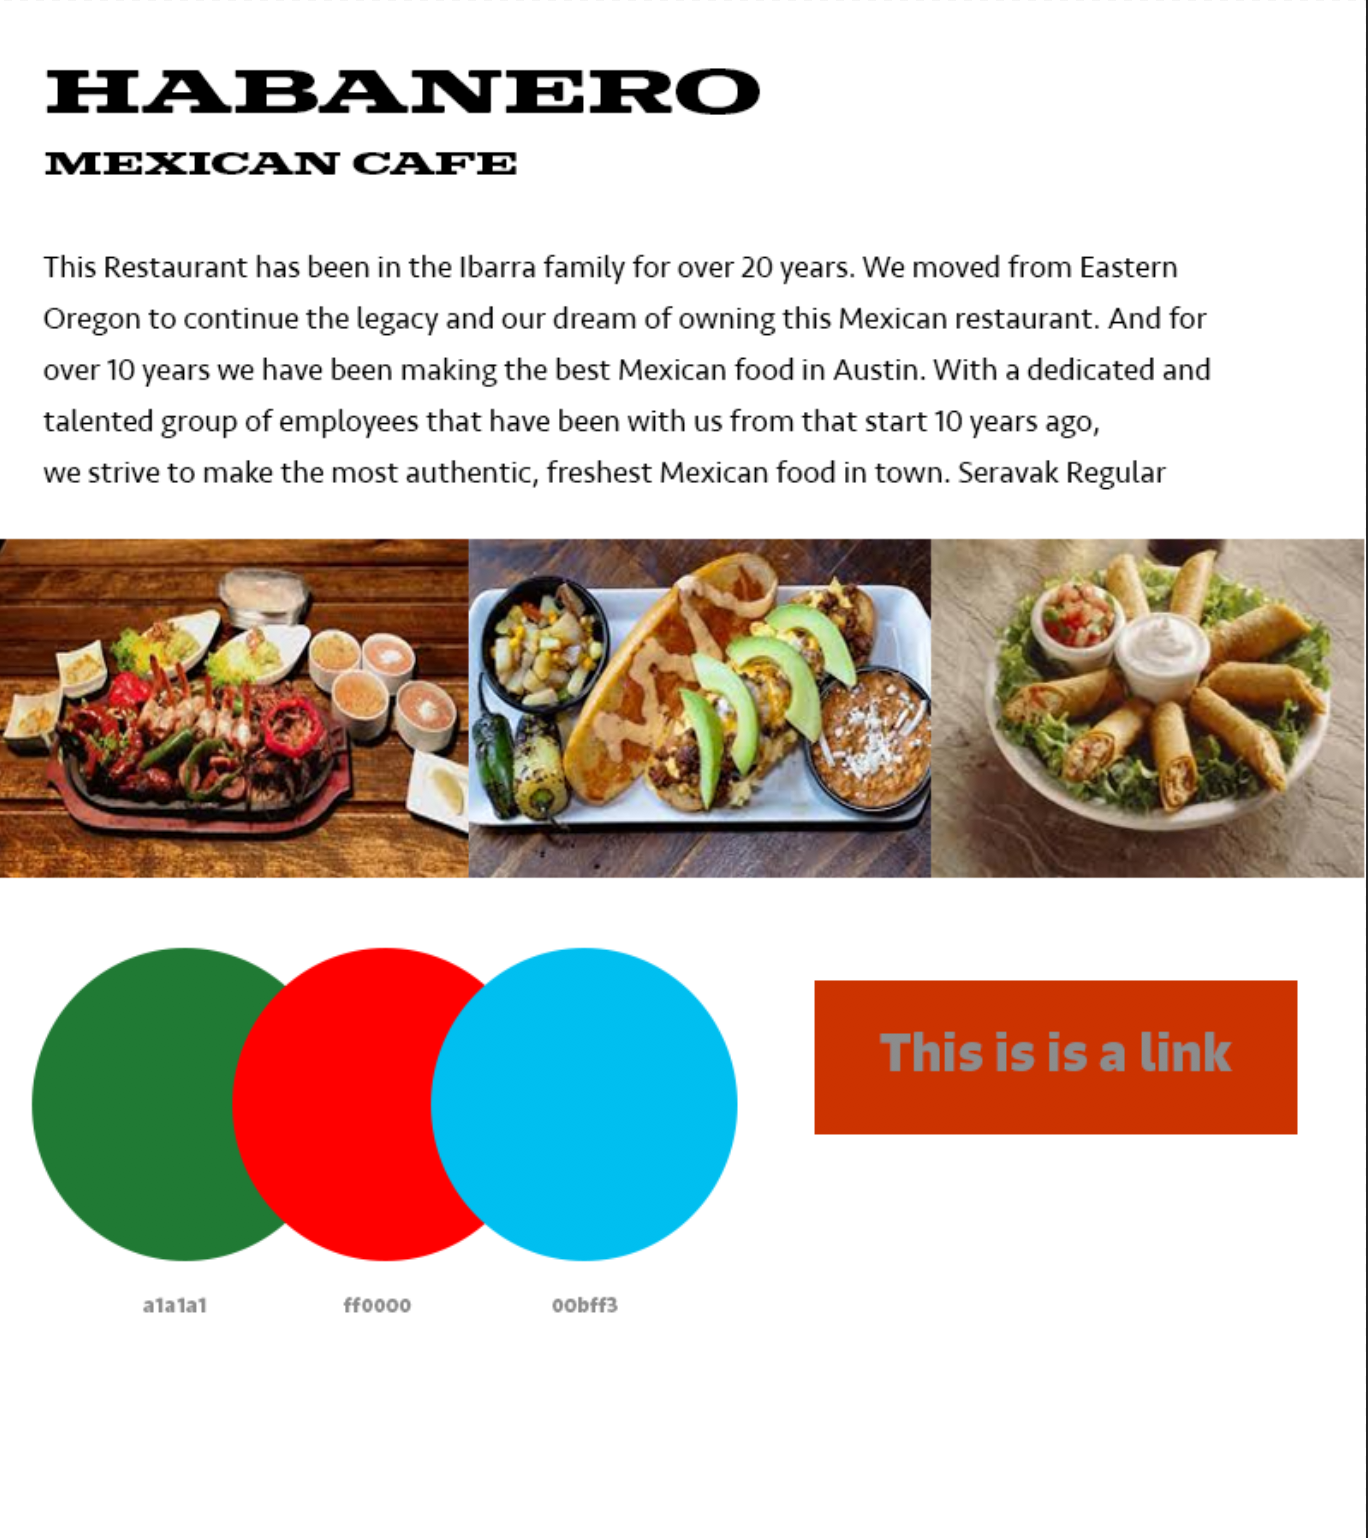 HABANERO
MEXICAN CAFE
This Restaurant has been in the Ibarra family for over 20 years. We moved from Eastern
Oregon to continue the legacy and our dream of owning this Mexican restaurant. And for
over 10 years we have been making the best Mexican food in Austin. With a dedicated and
talented group of employees that have been with us from that start 10 years ago,
we strive to make the most authentic, freshest Mexican food in town. Seravak Regular
This is is a link
a1a1a1 ff0000 00bff3